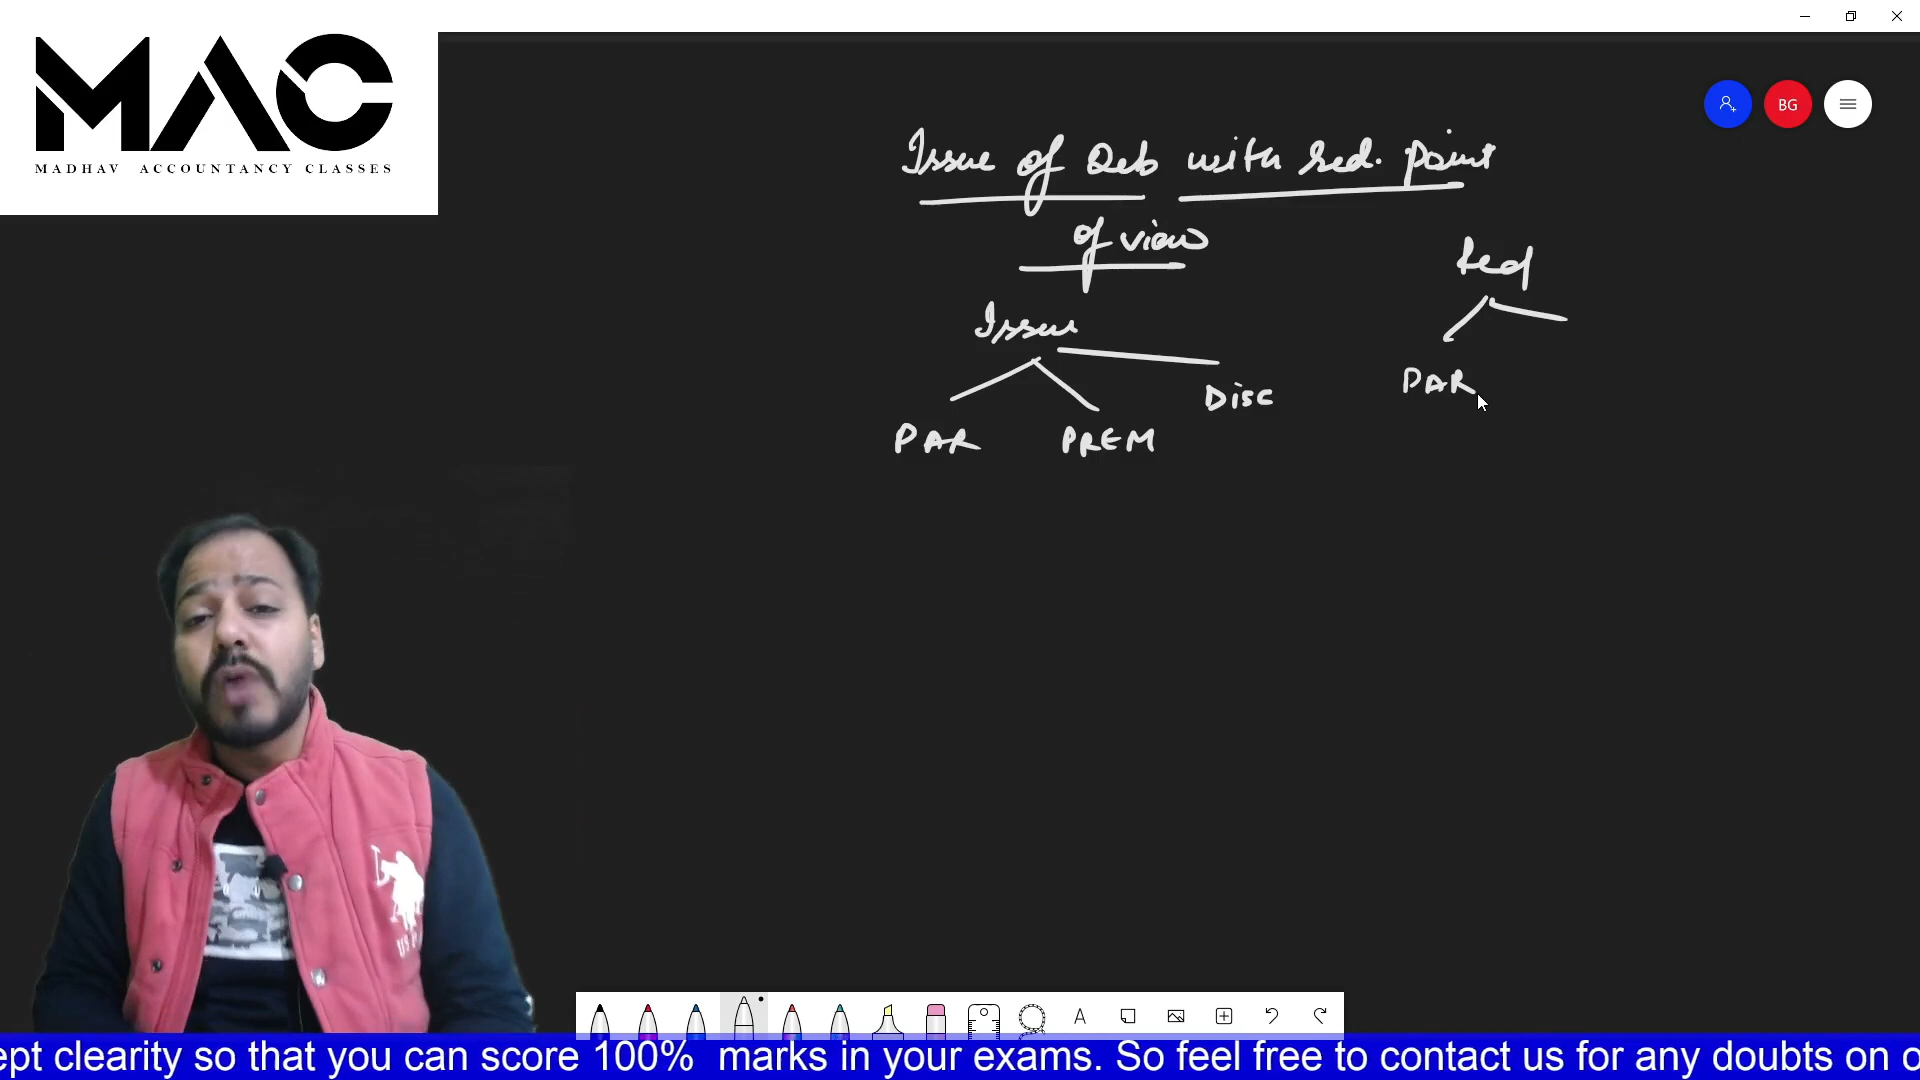 MAC
MADHAV ACCOUNTANCY CLASSES
BG
Issue of Deb with red. point
of view
Red
Issue
PAR
Disc
PAR
PREM
ept clearity so that you can score 100% marks in your exams. So feel free to contact us for any doubts on o